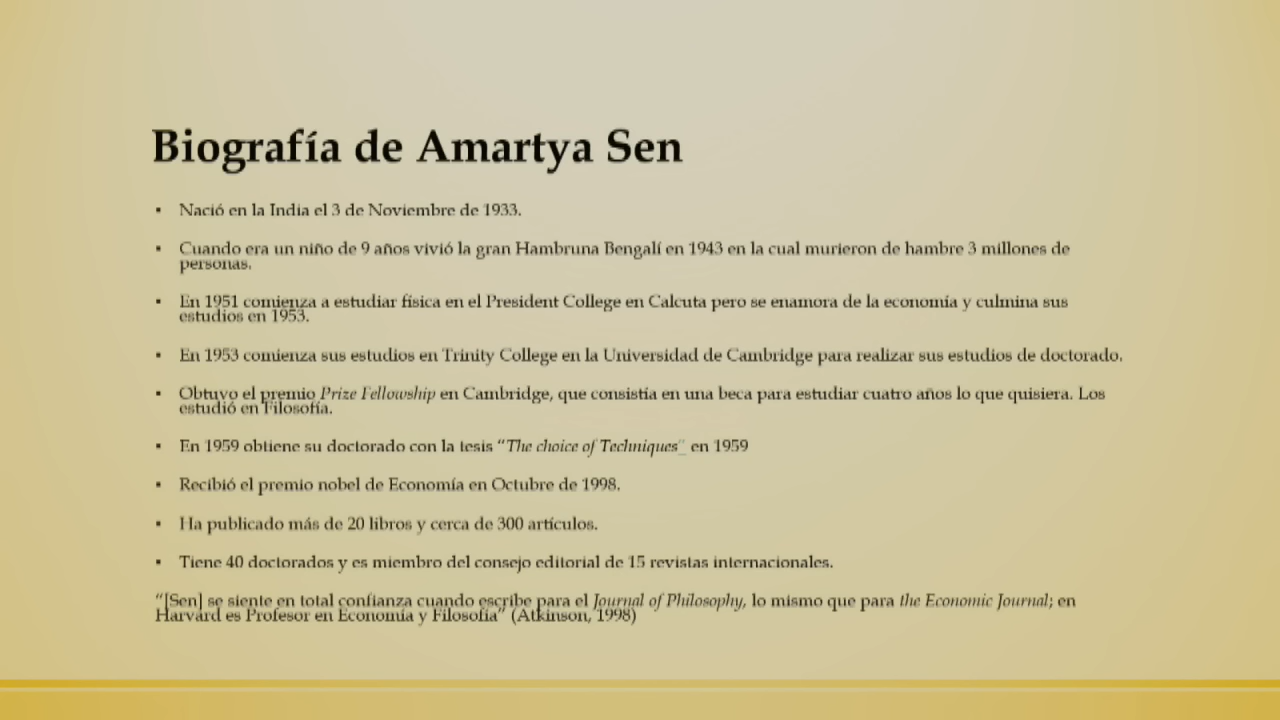 Biografía de Amartya Sen
▪ Nació en la India el 3 de Noviembre de 1933.
▪ Cuando era un niño de 9 años vivió la gran Hambruna Bengalí en 1943 en la cual murieron de hambre 3 millones de
personas.
▪ En 1951 comienza a estudiar física en el President College en Calcuta pero se enamora de la economía y culmina sus
estudios en 1953.
▪ En 1953 comienza sus estudios en Trinity College en la Universidad de Cambridge para realizar sus estudios de doctorado.
▪ Obtuvo el premio Prize Fellowship en Cambridge, que consistía en una beca para estudiar cuatro años lo que quisiera. Los
estudió en Filosofía.
▪ En 1959 obtiene su doctorado con la tesis “The choice of Techniques” en 1959
▪ Recibió el premio nobel de Economía en Octubre de 1998.
▪ Ha publicado más de 20 libros y cerca de 300 artículos.
▪ Tiene 40 doctorados y es miembro del consejo editorial de 15 revistas internacionales.
“[Sen] se siente en total confianza cuando escribe para el Journal of Philosophy, lo mismo que para the Economic Journal; en
Harvard es Profesor en Economía y Filosofía” (Atkinson, 1998)